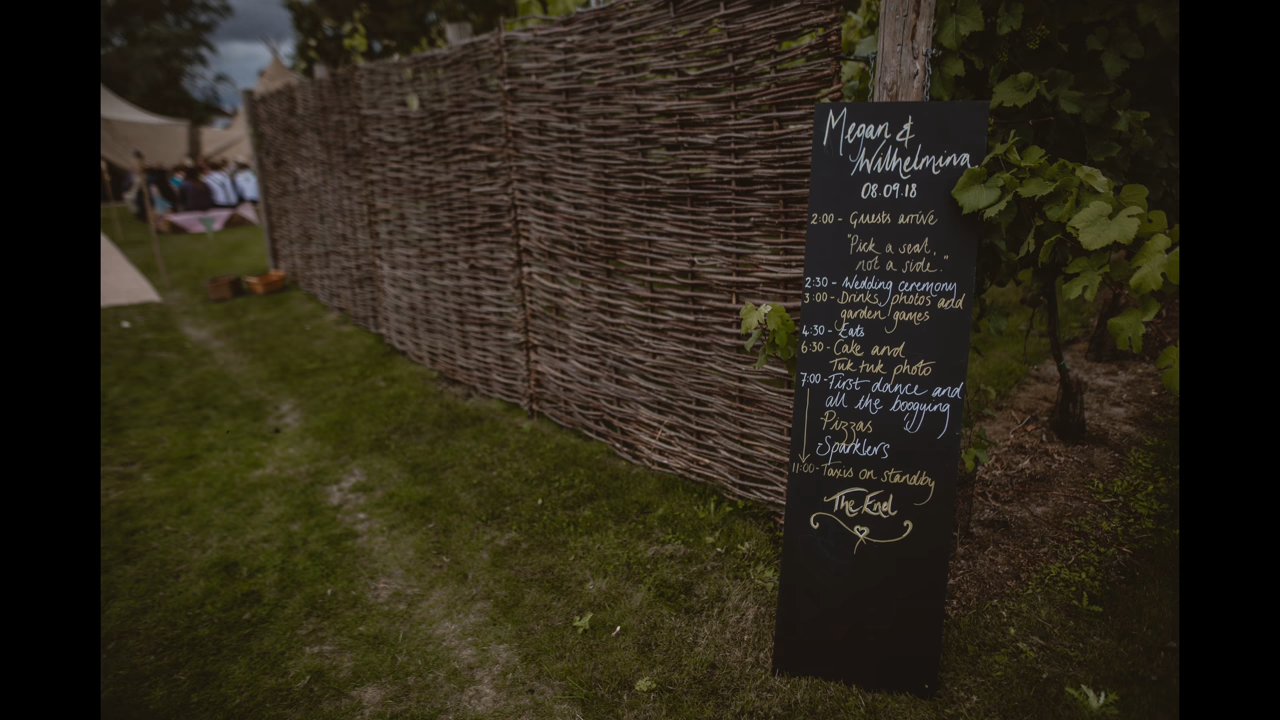 Megan &
Wilhelmina
08.09.18
2:00 - Guests arrive
"Pick a seat,
not a side."
2:30 - Wedding ceremony
3:00 - Drinks, photos and
garden games
4:30 - Eats
6:30 - Cake and
Tuk tuk photo
7:00 - First dance and
all the boogying
Pizzas
Sparklers
11:00 - Taxis on standby
The End